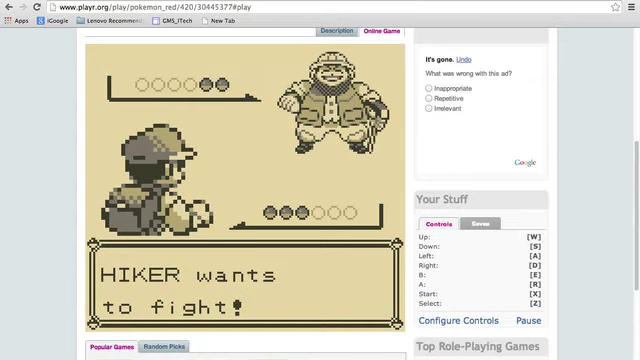 www.playr.org/play/pokemon_red/420/30445377#play
Apps
iGoogle
Lenovo Recommend
GMS_iTech
New Tab
Description
Online Game
It's gone. Undo
What was wrong with this ad?
Inappropriate
Repetitive
Irrelevant
Google
HIKER wants
to fight!
Your Stuff
Controls
Saves
Up: [W]
Down: [S]
Left: [A]
Right: [D]
B: [E]
A: [R]
Start: [X]
Select: [Z]
Configure Controls
Pause
Popular Games
Random Picks
Top Role-Playing Games